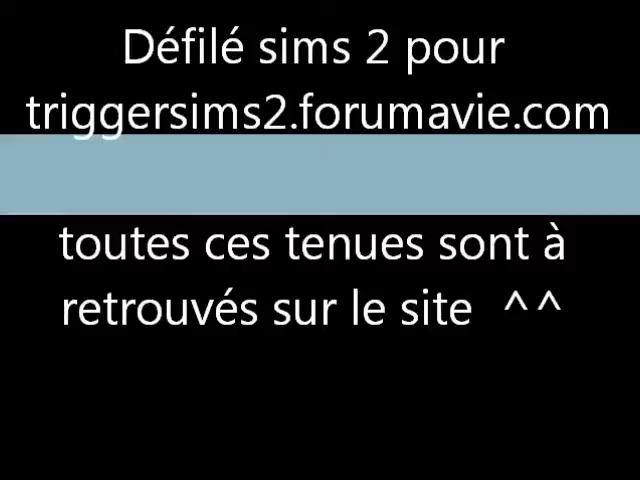 Défilé sims 2 pour
triggersims2.forumavie.com
toutes ces tenues sont à
retrouvés sur le site ^^